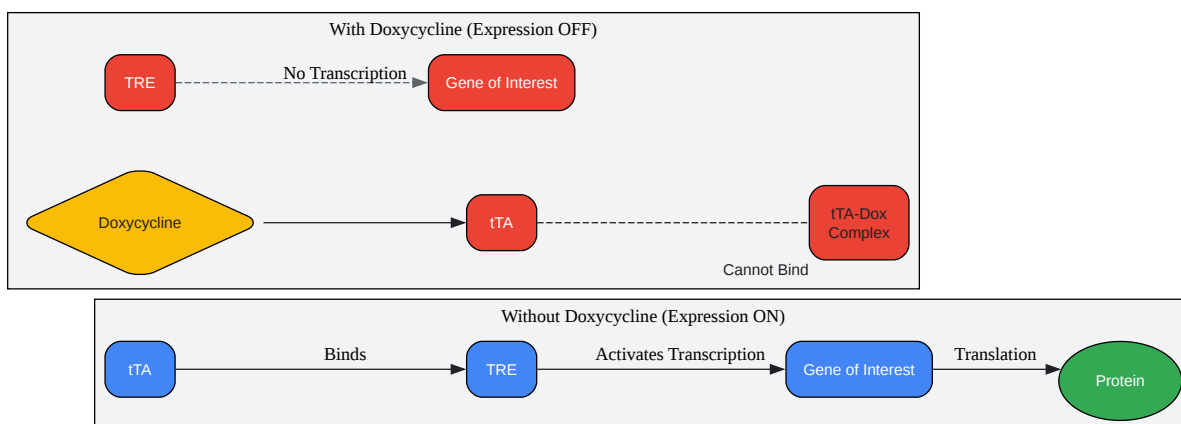 With Doxycycline (Expression OFF)
TRE
No Transcription
Gene of Interest
Doxycycline
tTA
tTA-Dox
Complex
Cannot Bind
Without Doxycycline (Expression ON)
tTA
Binds
TRE
Activates Transcription
Gene of Interest
Translation
Protein